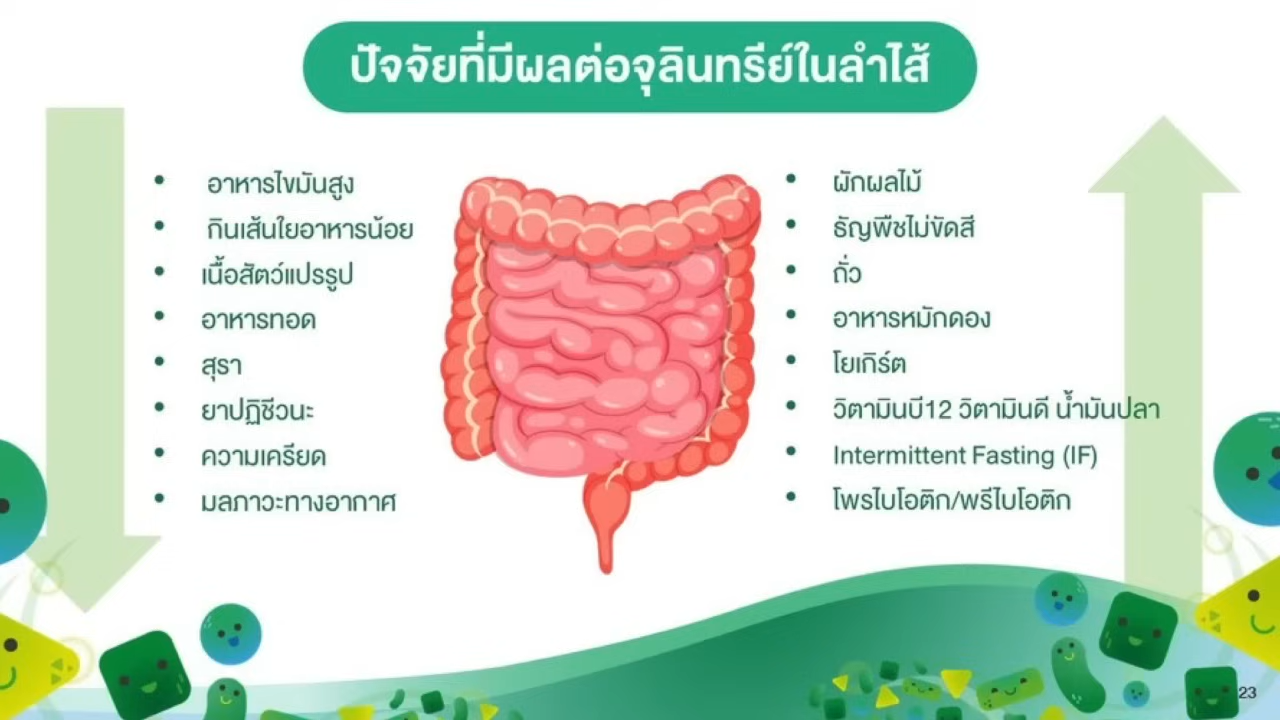 ปัจจัยที่มีผลต่อจุลินทรีย์ในลำไส้
• อาหารไขมันสูง
• กินเส้นใยอาหารน้อย
• เนื้อสัตว์แปรรูป
• อาหารทอด
• สุรา
• ยาปฏิชีวนะ
• ความเครียด
• มลภาวะทางอากาศ
• ผักผลไม้
• ธัญพืชไม่ขัดสี
• ถั่ว
• อาหารหมักดอง
• โยเกิร์ต
• วิตามินบี12 วิตามินดี น้ำมันปลา
• Intermittent Fasting (IF)
• โพรไบโอติก/พรีไบโอติก
23